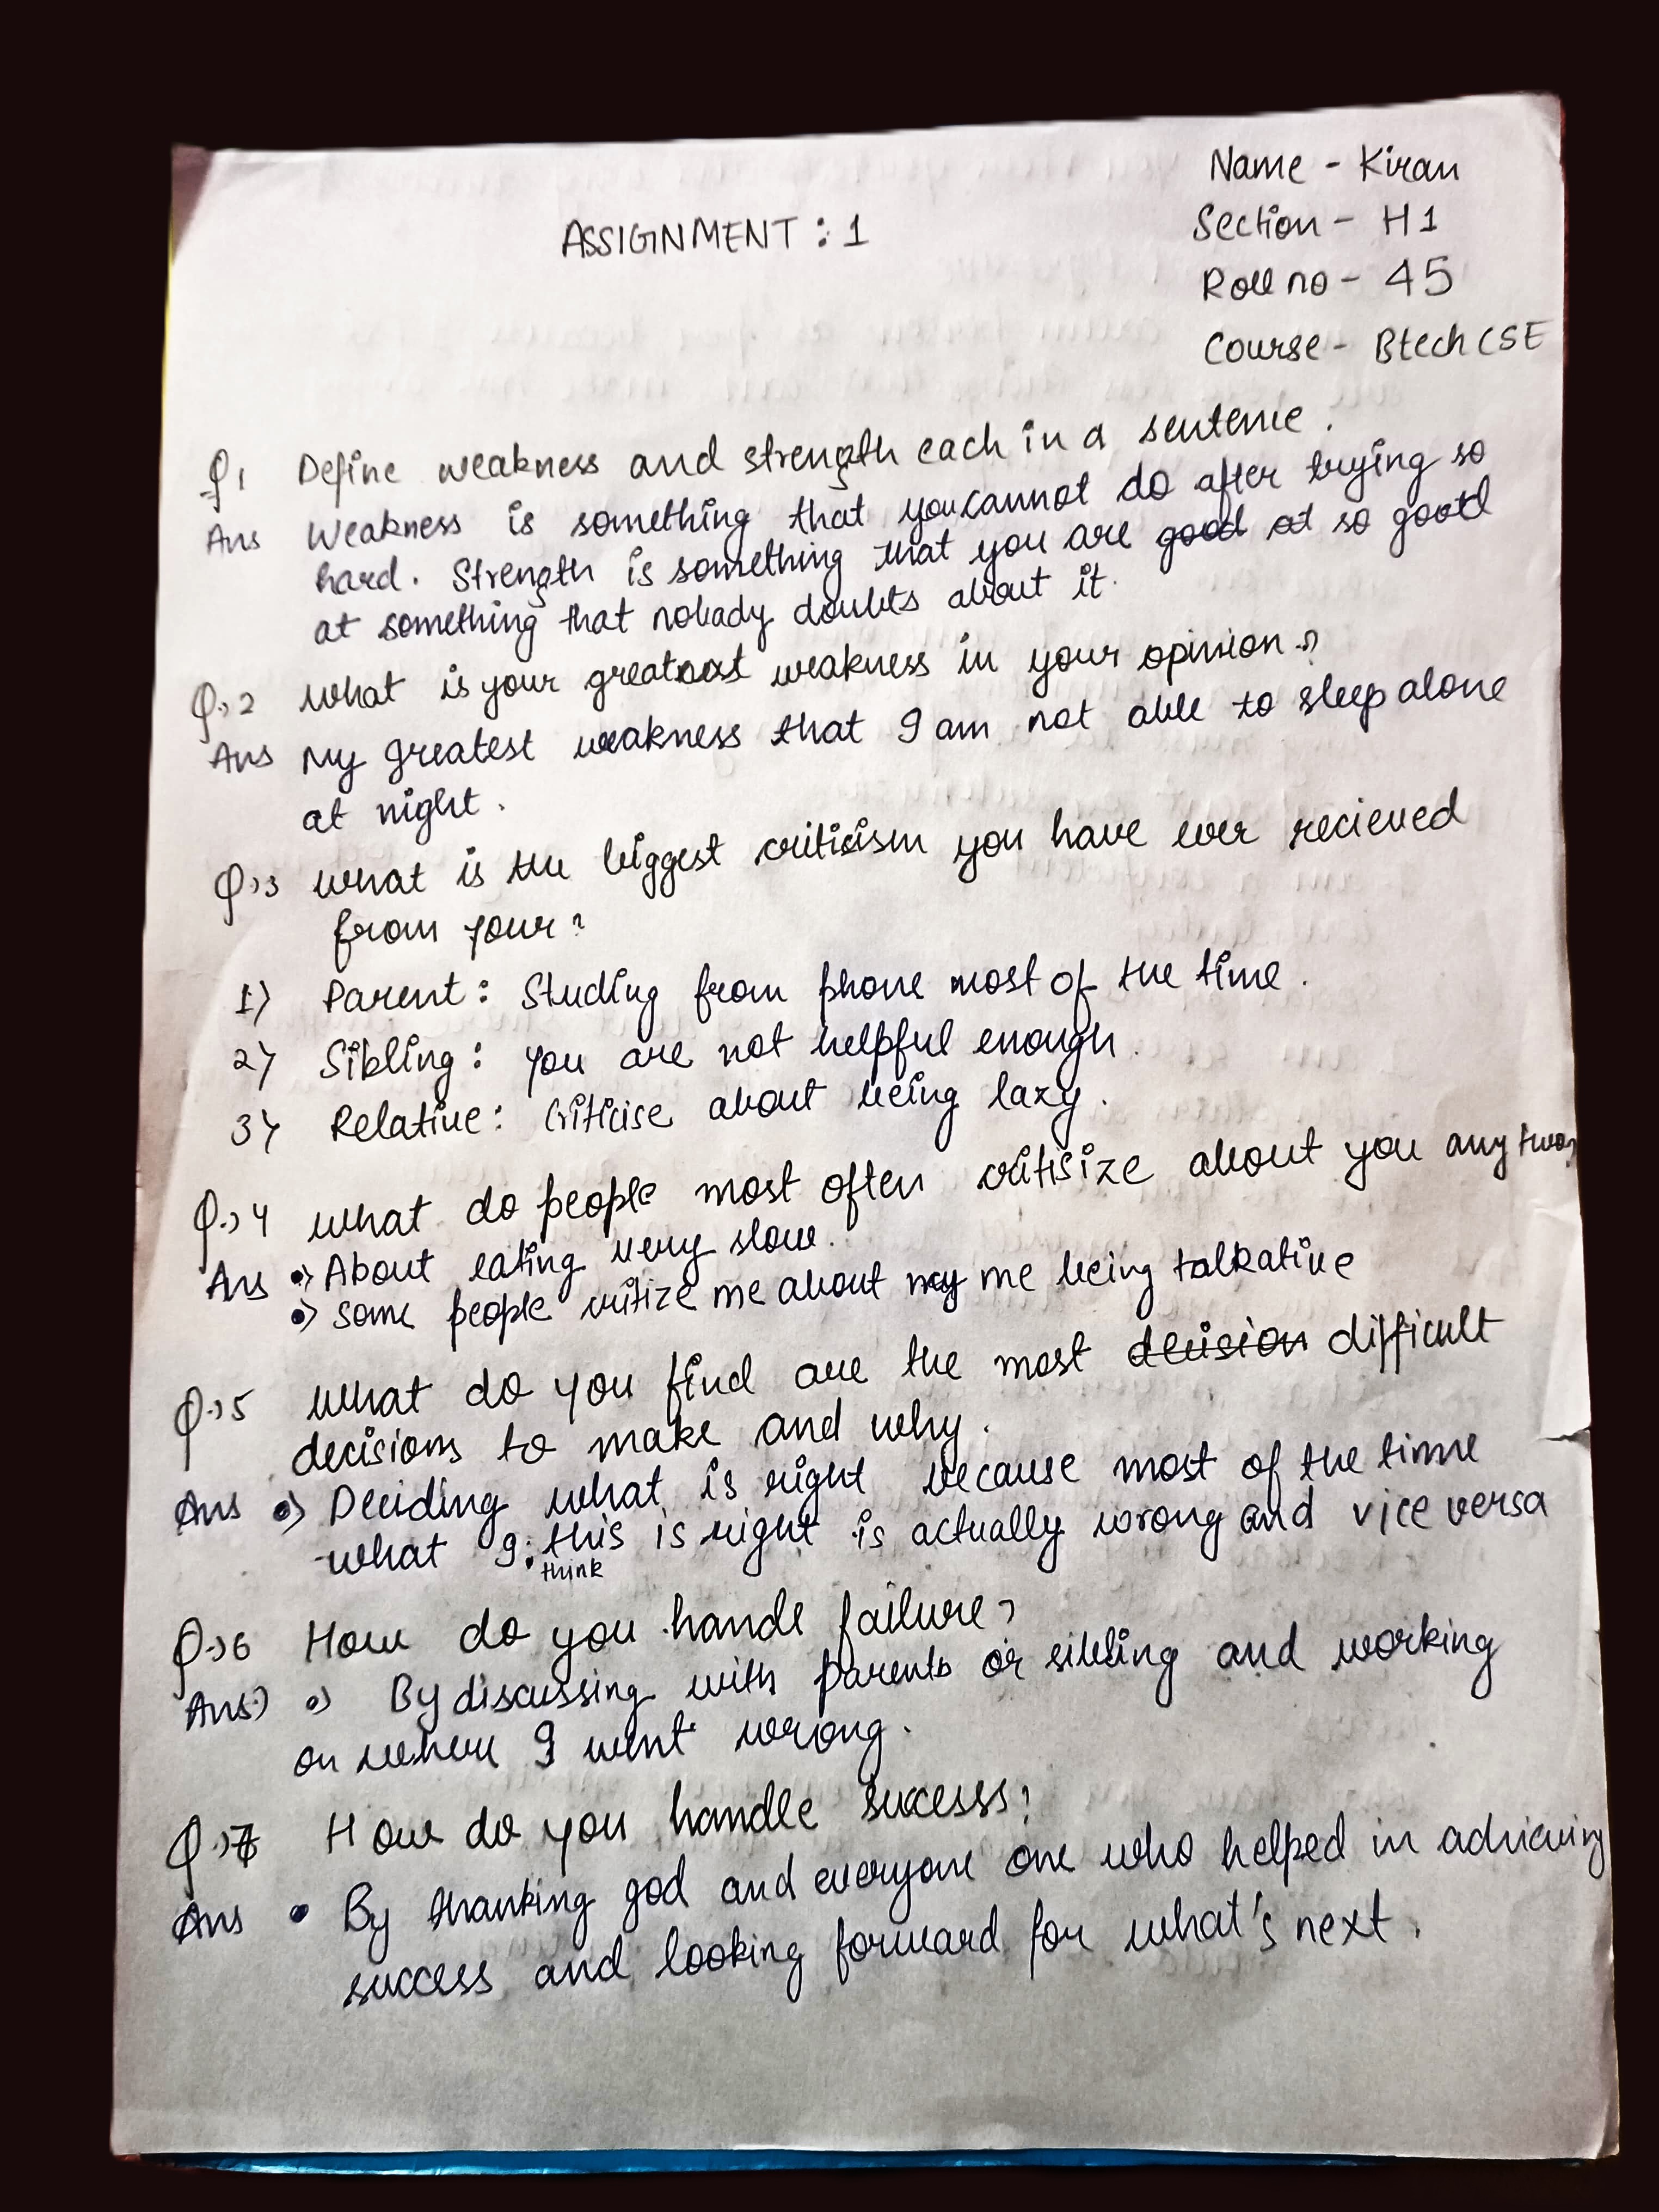 Name - Kiran
ASSIGNMENT : 1
Section - H1
Roll no - 45
Course - Btech CSE
Q1 Define weakness and strength each in a sentence.
Ans Weakness is something that you cannot do after trying so
hard. Strength is something that you are good at so good
at something that nobady doubts about it.
Q.2 What is your greatest weakness in your opinion ?
Ans My greatest weakness that I am not able to sleep alone
at night.
Q.3 what is the biggest criticism you have ever recieved
from your?
1) Parent : Studing from phone most of the time .
2) Sibling : you are not helpful enough.
3) Relative : Criticise about being lazy .
Q.4 what do people most often critisize about you any two?
Ans •) About eating very slow.
•) some people critize me about my me being talkative
Q.5 What do you find are the most decision difficult
decisions to make and why.
Ans •) Deciding what is right because most of the time
what I this is right is actually wrong and vice versa
think
Q.6 How do you handle failure?
Ans) •) By discussing with parents or sibling and working
on where I went wrong.
Q.7 How do you handle success?
Ans • By thanking god and everyone one who helped in achieving
success and looking forward for what's next .